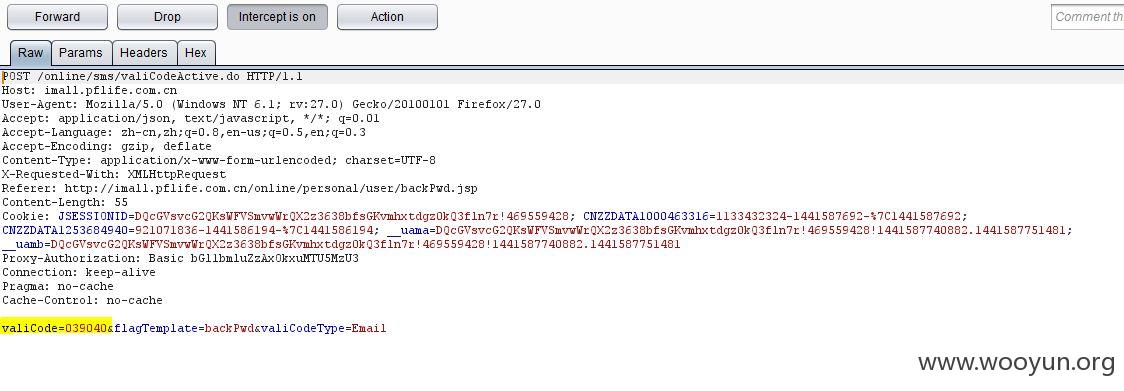 Forward Drop Intercept is on Action Comment th
Raw Params Headers Hex
POST /online/sms/valiCodeActive.do HTTP/1.1
Host: imall.pflife.com.cn
User-Agent: Mozilla/5.0 (Windows NT 6.1; rv:27.0) Gecko/20100101 Firefox/27.0
Accept: application/json, text/javascript, */*; q=0.01
Accept-Language: zh-cn,zh;q=0.8,en-us;q=0.5,en;q=0.3
Accept-Encoding: gzip, deflate
Content-Type: application/x-www-form-urlencoded; charset=UTF-8
X-Requested-With: XMLHttpRequest
Referer: http://imall.pflife.com.cn/online/personal/user/backPwd.jsp
Content-Length: 55
Cookie: JSESSIONID=DQcGVsvcG2QKsWFVSmvwWrQX2z3638bfsGKvmhxtdgz0kQ3fln7r!469559428; CNZZDATA1000463316=1133432324-1441587692-%7C1441587692;
CNZZDATA1253684940=921071836-1441586194-%7C1441586194; __uama=DQcGVsvcG2QKsWFVSmvwWrQX2z3638bfsGKvmhxtdgz0kQ3fln7r!469559428!1441587740882.1441587751481;
__uamb=DQcGVsvcG2QKsWFVSmvwWrQX2z3638bfsGKvmhxtdgz0kQ3fln7r!469559428!1441587740882.1441587751481
Proxy-Authorization: Basic
Connection: keep-alive
Pragma: no-cache
Cache-Control: no-cache
valiCode=039040&flagTemplate=backPwd&valiCodeType=Email
www.wooyun.org